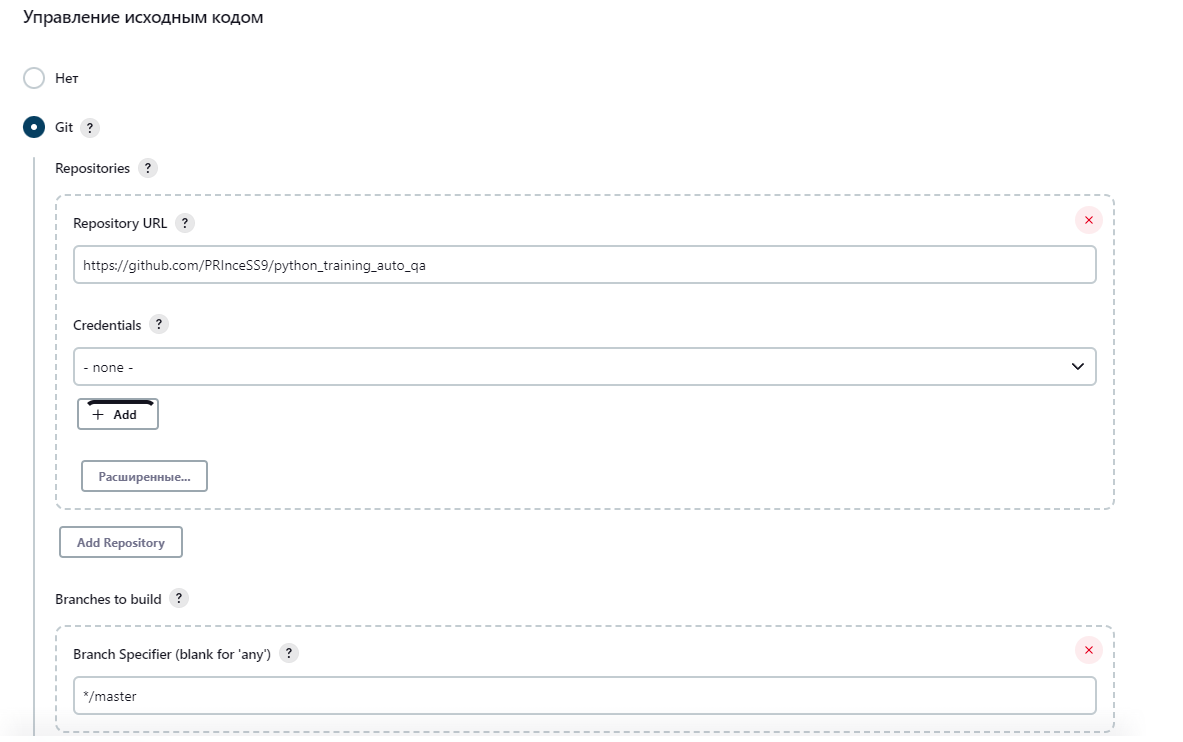 Управление исходным кодом
Нет
Git ?
Repositories ?
Repository URL ?
https://github.com/PRInceSS9/python_training_auto_qa
Credentials ?
- none -
+ Add
Расширенные...
Add Repository
Branches to build ?
Branch Specifier (blank for 'any') ?
*/master